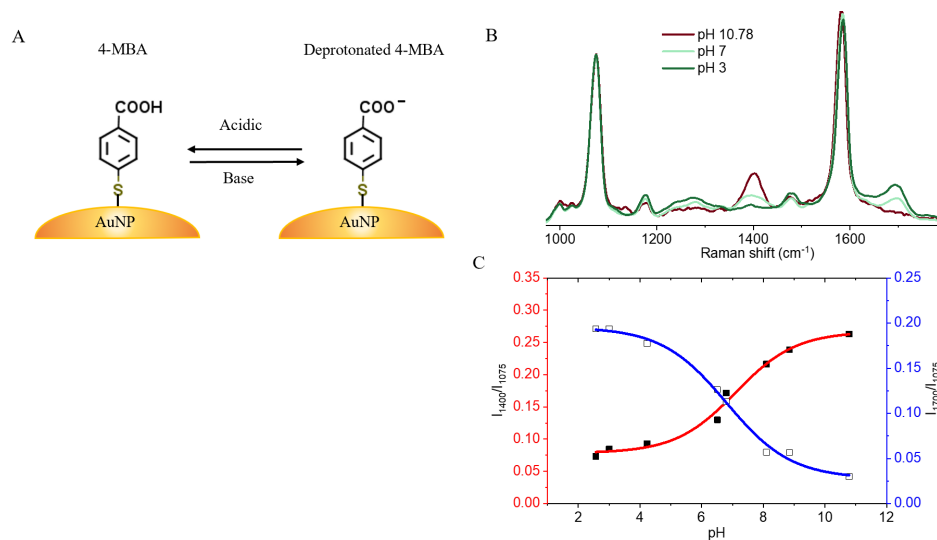 A
4-MBA
Deprotonated 4-MBA
COOH
COO⁻
Acidic
Base
S
S
AuNP
AuNP
B
pH 10.78
pH 7
pH 3
1000 1200 1400 1600
Raman shift (cm⁻¹)
C
0.35
0.30
0.25
0.20
0.15
0.10
0.05
0.00
I₁₄₀₀/I₁₀₇₅
0.25
0.20
0.15
0.10
0.05
0.00
I₁₇₀₀/I₁₀₇₅
2 4 6 8 10 12
pH